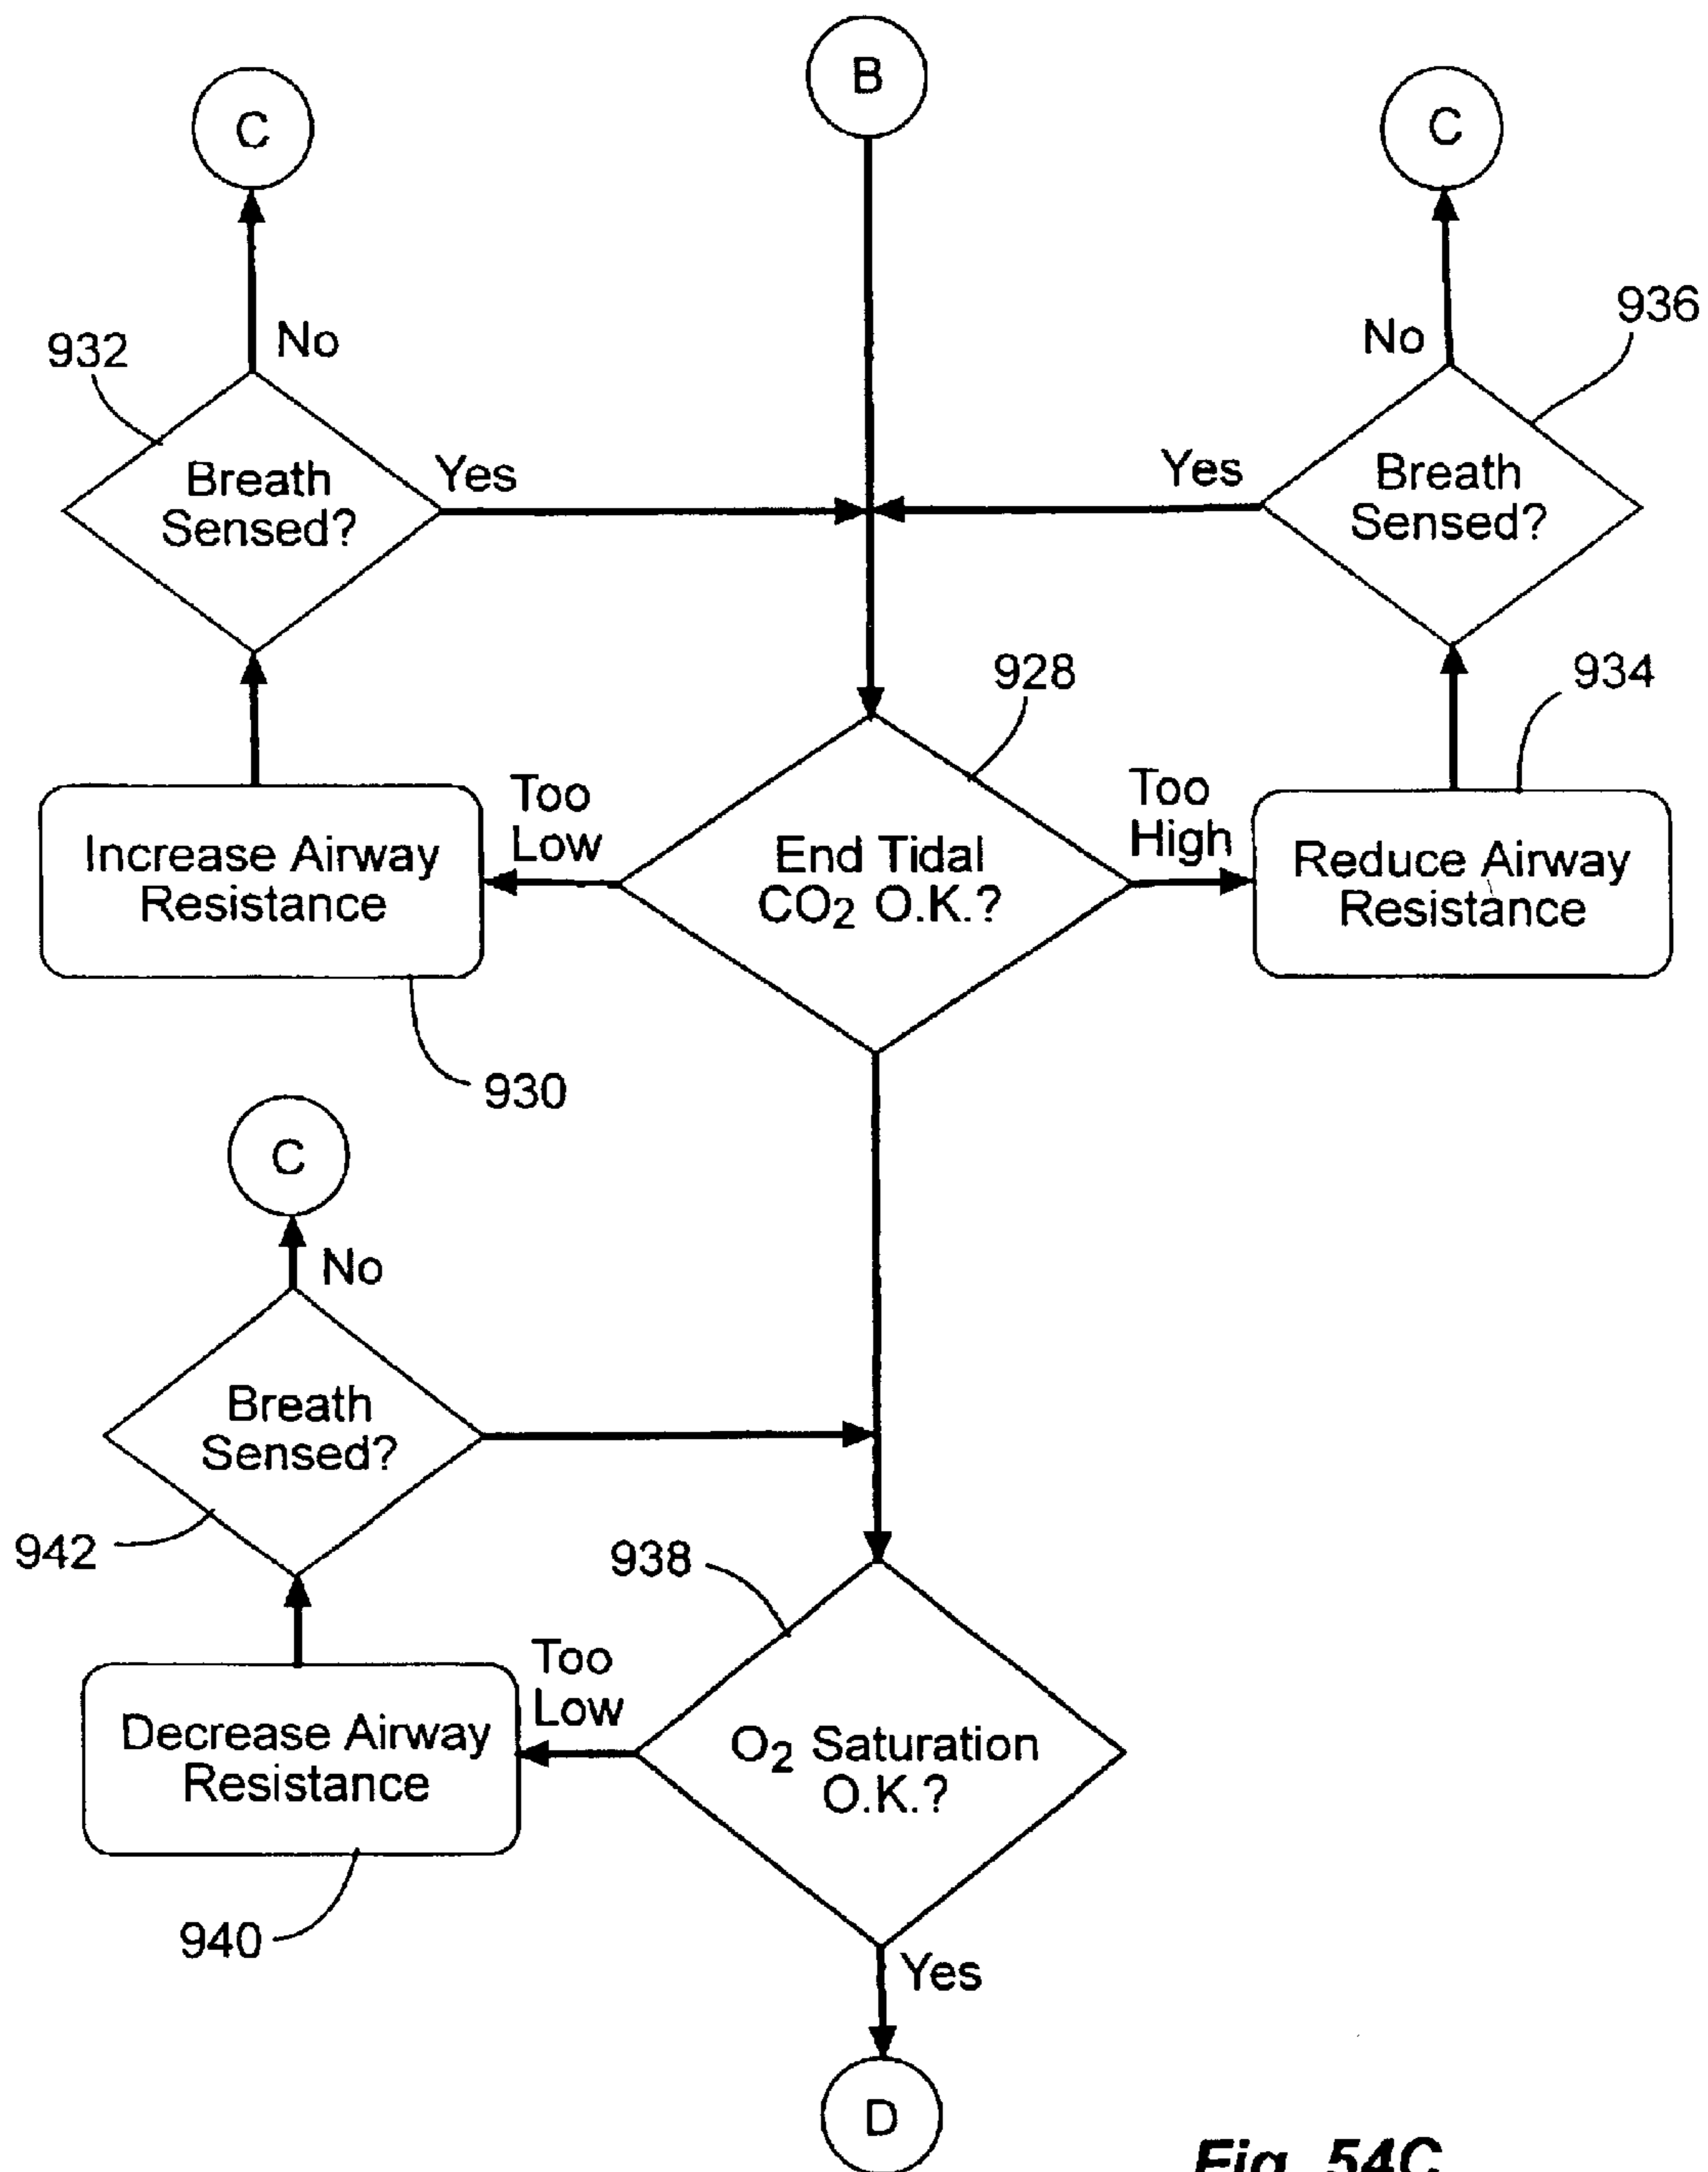 B
C
C
936
932
No
No
Yes
Yes
Breath
Sensed?
Breath
Sensed?
928
934
Too
Low
Too
High
Increase Airway
Resistance
End Tidal
CO2 O.K.?
Reduce Airway
Resistance
930
C
No
Breath
Sensed?
942
938
Too
Low
Decrease Airway
Resistance
O2 Saturation
O.K.?
940
Yes
D
Fig. 54C